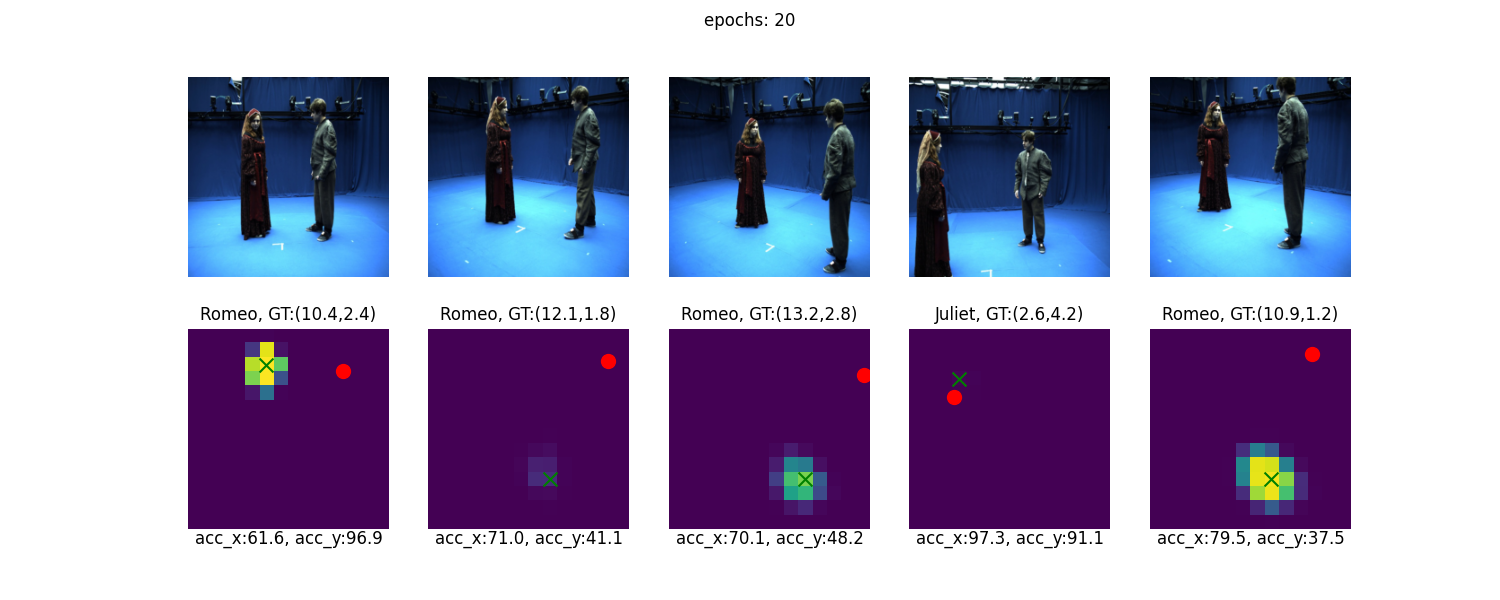 epochs: 20
Romeo, GT:(10.4,2.4)
Romeo, GT:(12.1,1.8)
Romeo, GT:(13.2,2.8)
Juliet, GT:(2.6,4.2)
Romeo, GT:(10.9,1.2)
acc_x:61.6, acc_y:96.9
acc_x:71.0, acc_y:41.1
acc_x:70.1, acc_y:48.2
acc_x:97.3, acc_y:91.1
acc_x:79.5, acc_y:37.5